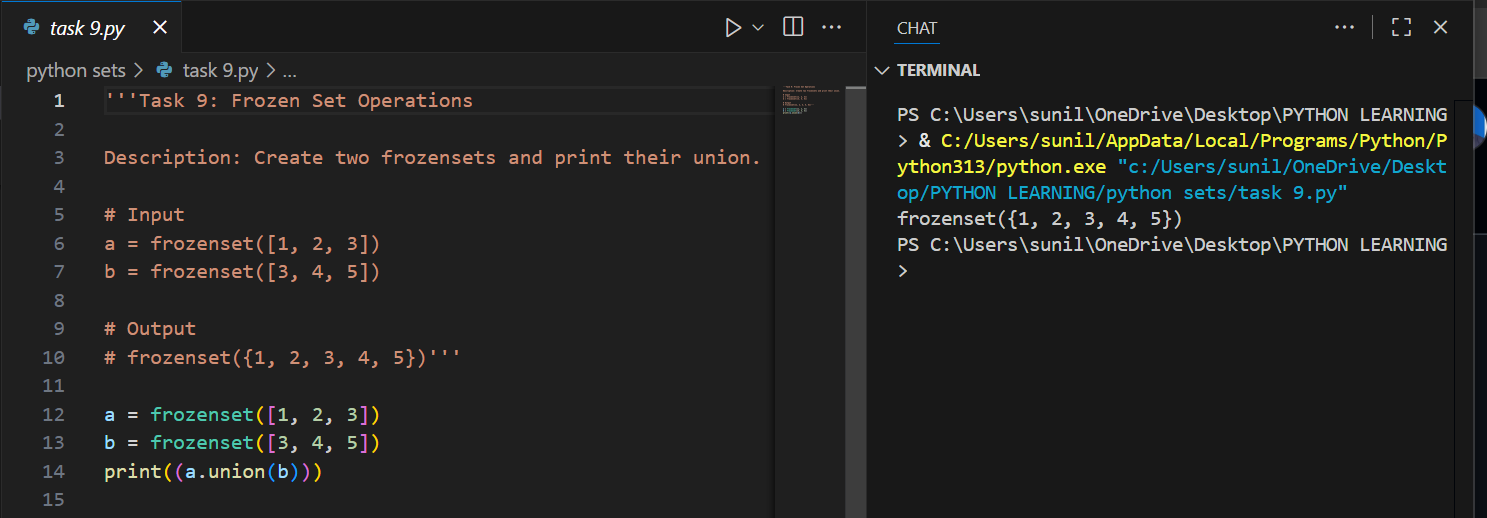 task 9.py
python sets > task 9.py > ...
1 '''Task 9: Frozen Set Operations
2
3 Description: Create two frozensets and print their union.
4
5 # Input
6 a = frozenset([1, 2, 3])
7 b = frozenset([3, 4, 5])
8
9 # Output
10 # frozenset({1, 2, 3, 4, 5})'''
11
12 a = frozenset([1, 2, 3])
13 b = frozenset([3, 4, 5])
14 print((a.union(b)))
15
CHAT
TERMINAL
PS C:\Users\sunil\OneDrive\Desktop\PYTHON LEARNING
> & C:/Users/sunil/AppData/Local/Programs/Python/P
ython313/python.exe "c:/Users/sunil/OneDrive/Deskt
op/PYTHON LEARNING/python sets/task 9.py"
frozenset({1, 2, 3, 4, 5})
PS C:\Users\sunil\OneDrive\Desktop\PYTHON LEARNING
>